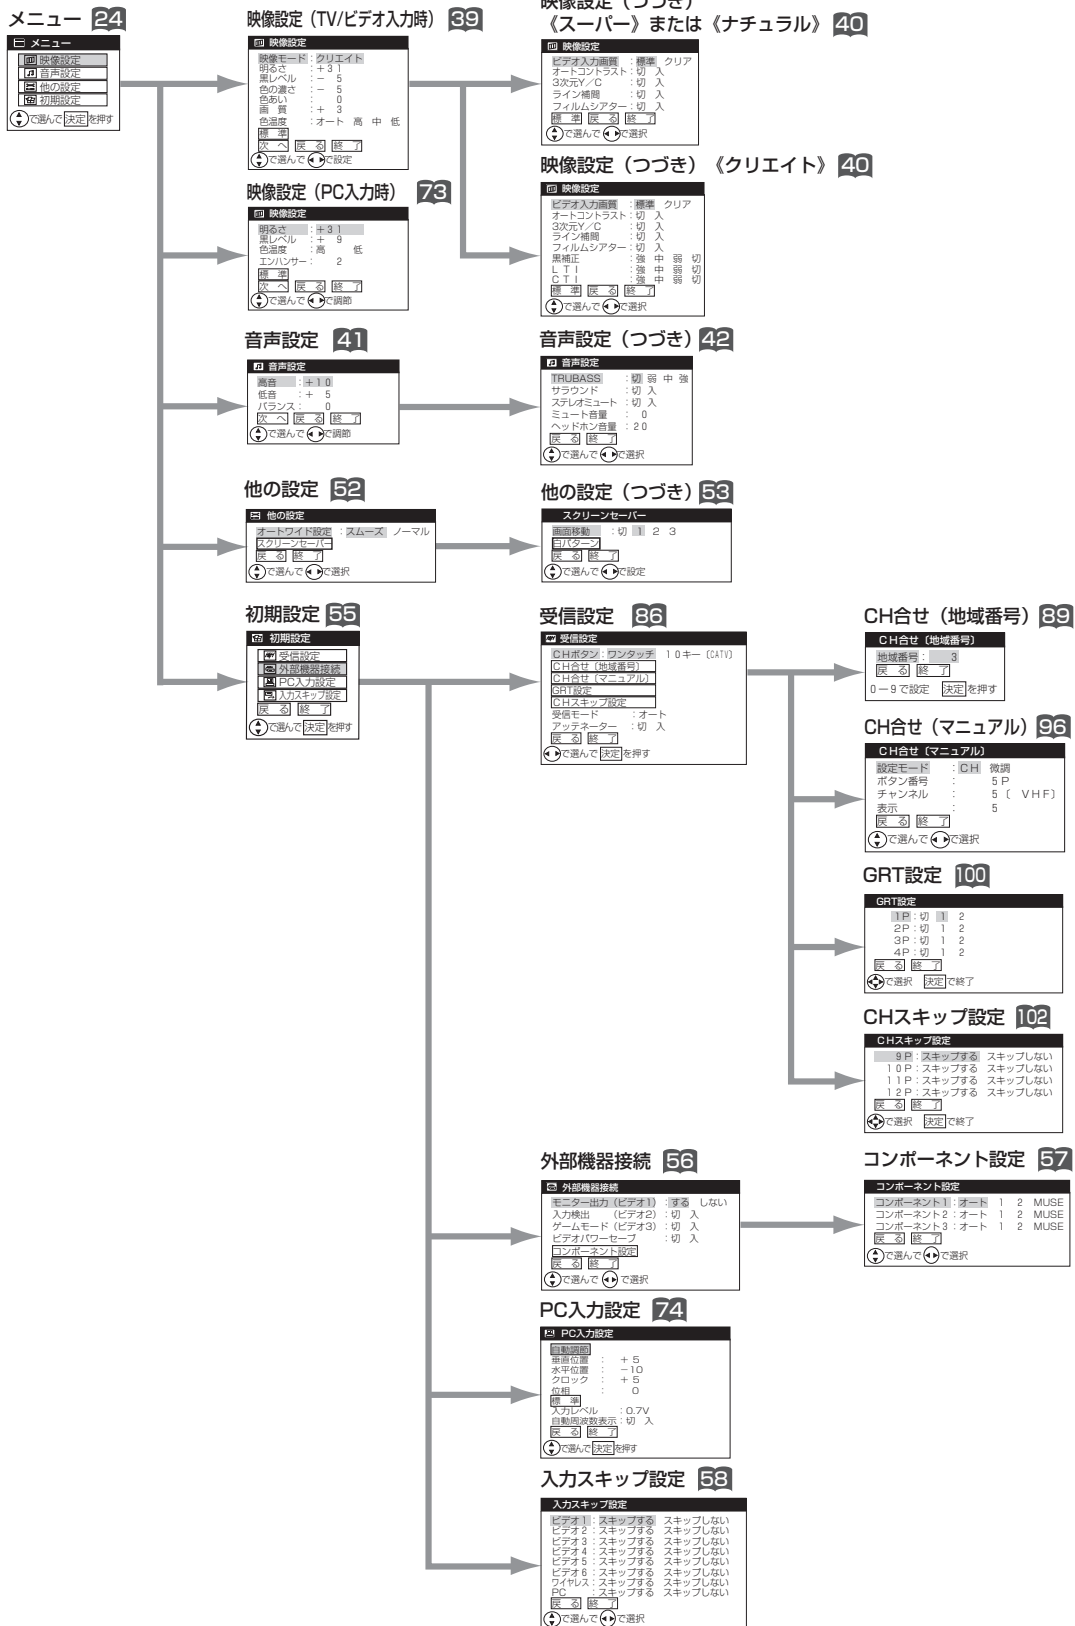 メニュー 24
メニュー
映像設定
音声設定
他の設定
初期設定
で選んで 決定 を押す
映像設定（TV/ビデオ入力時） 39
映像設定
映像モード：クリエイト
明るさ ：＋３１
黒レベル ：－ ５
色の濃さ ：－ ５
色あい ： ０
画 質 ：＋ ３
色温度 ：オート 高 中 低
標 準
次 へ 戻 る 終 了
で選んで で設定
映像設定（つづき）
《スーパー》または《ナチュラル》 40
映像設定
ビデオ入力画質 ：標準 クリア
オートコントラスト：切 入
3次元Y／C ：切 入
ライン補間 ：切 入
フィルムシアター：切 入
標 準 戻 る 終 了
で選んで で選択
映像設定（つづき）《クリエイト》 40
映像設定
ビデオ入力画質 ：標準 クリア
オートコントラスト：切 入
3次元Y／C ：切 入
ライン補間 ：切 入
フィルムシアター：切 入
黒補正 ：強 中 弱 切
ＬＴＩ ：強 中 弱 切
ＣＴＩ ：強 中 弱 切
標 準 戻 る 終 了
で選んで で選択
映像設定（PC入力時） 73
映像設定
明るさ ：＋３１
黒レベル ：＋ ９
色温度 ：高 低
エンハンサー： ２
標 準
次 へ 戻 る 終 了
で選んで で調節
音声設定 41
音声設定
高音 ：＋１０
低音 ：＋ ５
バランス： ０
次 へ 戻 る 終 了
で選んで で調節
音声設定（つづき） 42
音声設定
TRUBASS ：切 弱 中 強
サラウンド ：切 入
ステレオミュート：切 入
ミュート音量 ： 0
ヘッドホン音量 ：２０
戻 る 終 了
で選んで で選択
他の設定 52
他の設定
オートワイド設定 ：スムーズ ノーマル
スクリーンセーバー
戻 る 終 了
で選んで で選択
他の設定（つづき） 53
スクリーンセーバー
画面移動 ：切 1 2 3
白パターン
戻 る 終 了
で選んで で設定
初期設定 55
初期設定
受信設定
外部機器接続
PC入力設定
入力スキップ設定
戻 る 終 了
で選んで 決定 を押す
受信設定 86
受信設定
CHボタン：ワンタッチ １０キー〔CATV〕
CH合せ〔地域番号〕
CH合せ〔マニュアル〕
GRT設定
CHスキップ設定
受信モード ：オート
アッテネーター ：切 入
戻 る 終 了
で選んで 決定 を押す
CH合せ（地域番号） 89
CH合せ〔地域番号〕
地域番号： 3
戻 る 終 了
0－9で設定 決定 を押す
CH合せ（マニュアル） 96
CH合せ〔マニュアル〕
設定モード ：CH 微調
ボタン番号 ： 5P
チャンネル ： 5〔 VHF〕
表示 ： 5
戻 る 終 了
で選んで で選択
GRT設定 100
GRT設定
1P：切 1 2
2P：切 1 2
3P：切 1 2
4P：切 1 2
戻 る 終 了
で選択 決定 で終了
CHスキップ設定 102
CHスキップ設定
9P：スキップする スキップしない
10P：スキップする スキップしない
11P：スキップする スキップしない
12P：スキップする スキップしない
戻 る 終 了
で選択 決定 で終了
外部機器接続 56
外部機器接続
モニター出力（ビデオ1）：する しない
入力検出 （ビデオ2）：切 入
ゲームモード（ビデオ3）：切 入
ビデオパワーセーブ ：切 入
コンポーネント設定
戻 る 終 了
で選んで で選択
コンポーネント設定 57
コンポーネント設定
コンポーネント1：オート 1 2 MUSE
コンポーネント2：オート 1 2 MUSE
コンポーネント3：オート 1 2 MUSE
戻 る 終 了
で選んで で選択
PC入力設定 74
PC入力設定
自動調節
垂直位置 ： ＋5
水平位置 ： －10
クロック ： ＋5
位相 ： 0
標 準
入力レベル ：0.7V
自動周波数表示：切 入
戻 る 終 了
で選んで 決定 を押す
入力スキップ設定 58
入力スキップ設定
ビデオ1：スキップする スキップしない
ビデオ2：スキップする スキップしない
ビデオ3：スキップする スキップしない
ビデオ4：スキップする スキップしない
ビデオ5：スキップする スキップしない
ビデオ6：スキップする スキップしない
ワイヤレス：スキップする スキップしない
PC ：スキップする スキップしない
戻 る 終 了
で選んで で選択